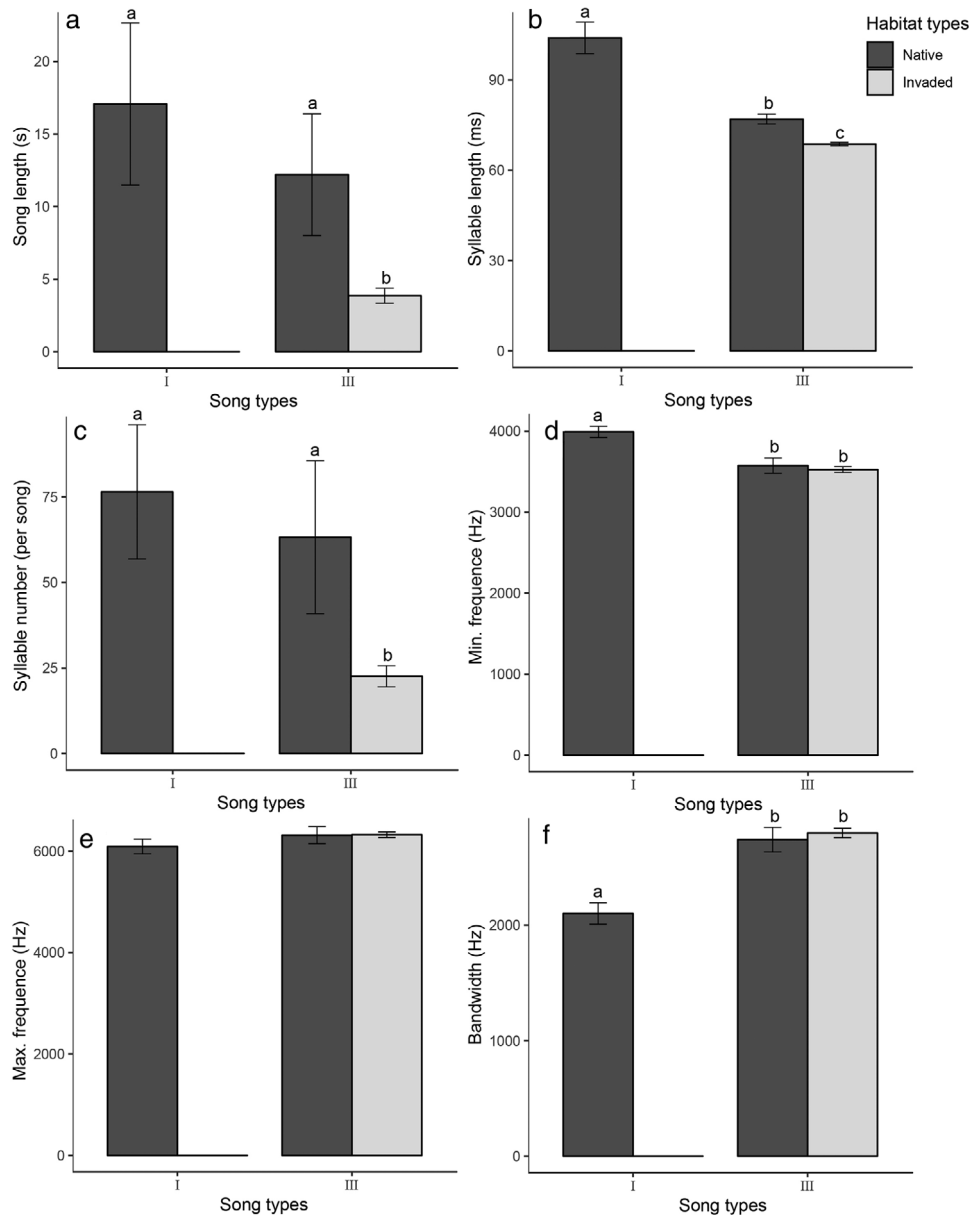 a
Song length (s)
20
15
10
5
0
a
a
b
I
III
Song types
b
Syllable length (ms)
90
60
30
0
a
b
c
I
III
Song types
Habitat types
Native
Invaded
c
Syllable number (per song)
75
50
25
0
a
a
b
I
III
Song types
d
Min. frequence (Hz)
4000
3000
2000
1000
0
a
b
b
I
III
Song types
e
Max. frequence (Hz)
6000
4000
2000
0
I
III
Song types
f
Bandwidth (Hz)
2000
1000
0
a
b
b
I
III
Song types